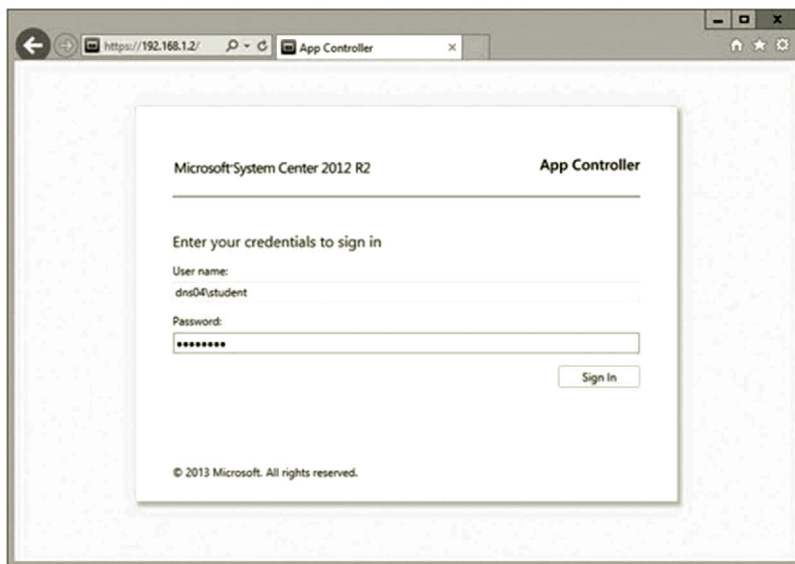 https://192.168.1.2/
App Controller
Microsoft System Center 2012 R2
App Controller
Enter your credentials to sign in
User name:
dns04\student
Password:
••••••••
Sign In
© 2013 Microsoft. All rights reserved.